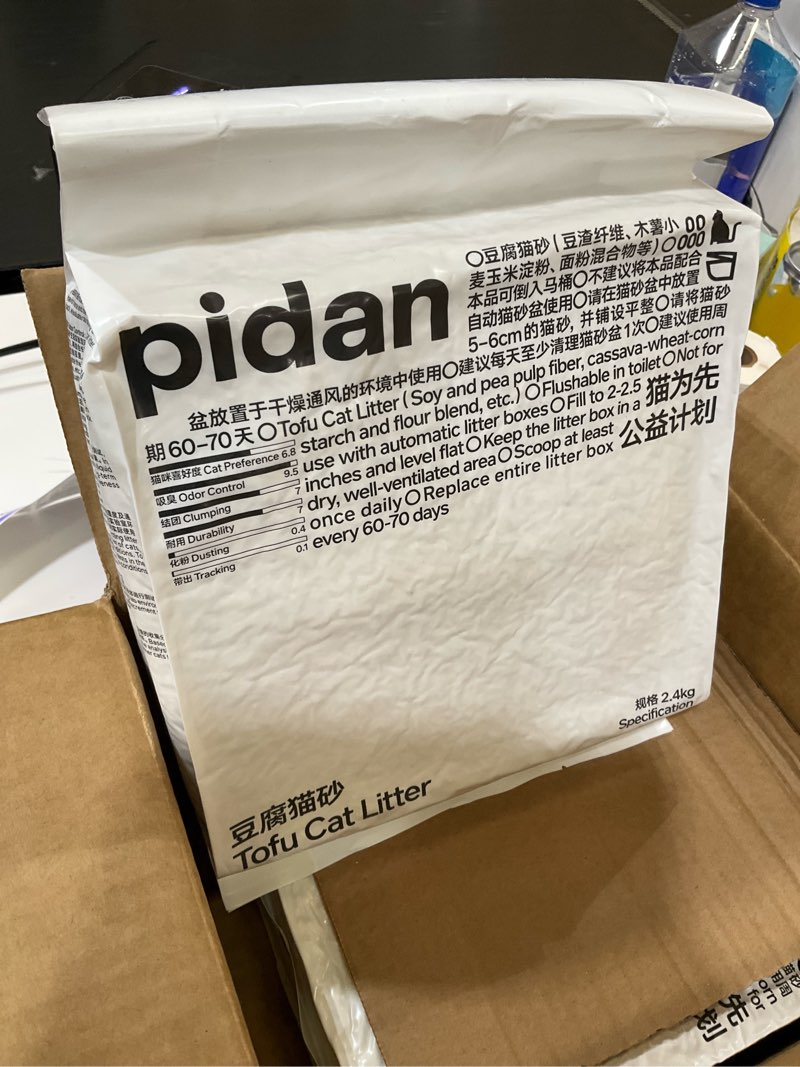 pidan
〇豆腐猫砂(豆渣纤维、木薯小
麦玉米淀粉、面粉混合物等)〇
本品可倒入马桶〇不建议将本品配合
自动猫砂盆使用〇请在猫砂盆中放置
5-6cm的猫砂, 并铺设平整〇请将猫砂
盆放置于干燥通风的环境中使用〇建议每天至少清理猫砂盆1次〇建议使用周
期60-70天〇Tofu Cat Litter ( Soy and pea pulp fiber, cassava-wheat-corn
starch and flour blend, etc.) 〇Flushable in toilet〇Not for
use with automatic litter boxes〇Fill to 2-2.5
inches and level flat〇Keep the litter box in a
dry, well-ventilated area〇Scoop at least
once daily〇Replace entire litter box
every 60-70 days
猫为先
公益计划
猫咪喜好度 Cat Preference 6.8
吸臭 Odor Control 9.5
结团 Clumping 7
耐用 Durability 7
化粉 Dusting 0.4
带出 Tracking 0.1
规格 2.4kg
Specification
豆腐猫砂
Tofu Cat Litter
先
划
orn
for